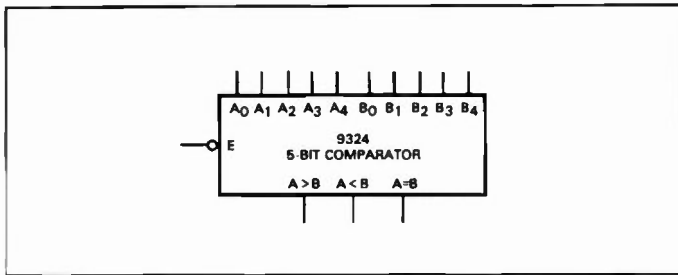 A0 A1 A2 A3 A4 B0 B1 B2 B3 B4
E
9324
5-BIT COMPARATOR
A>B A<B A=B